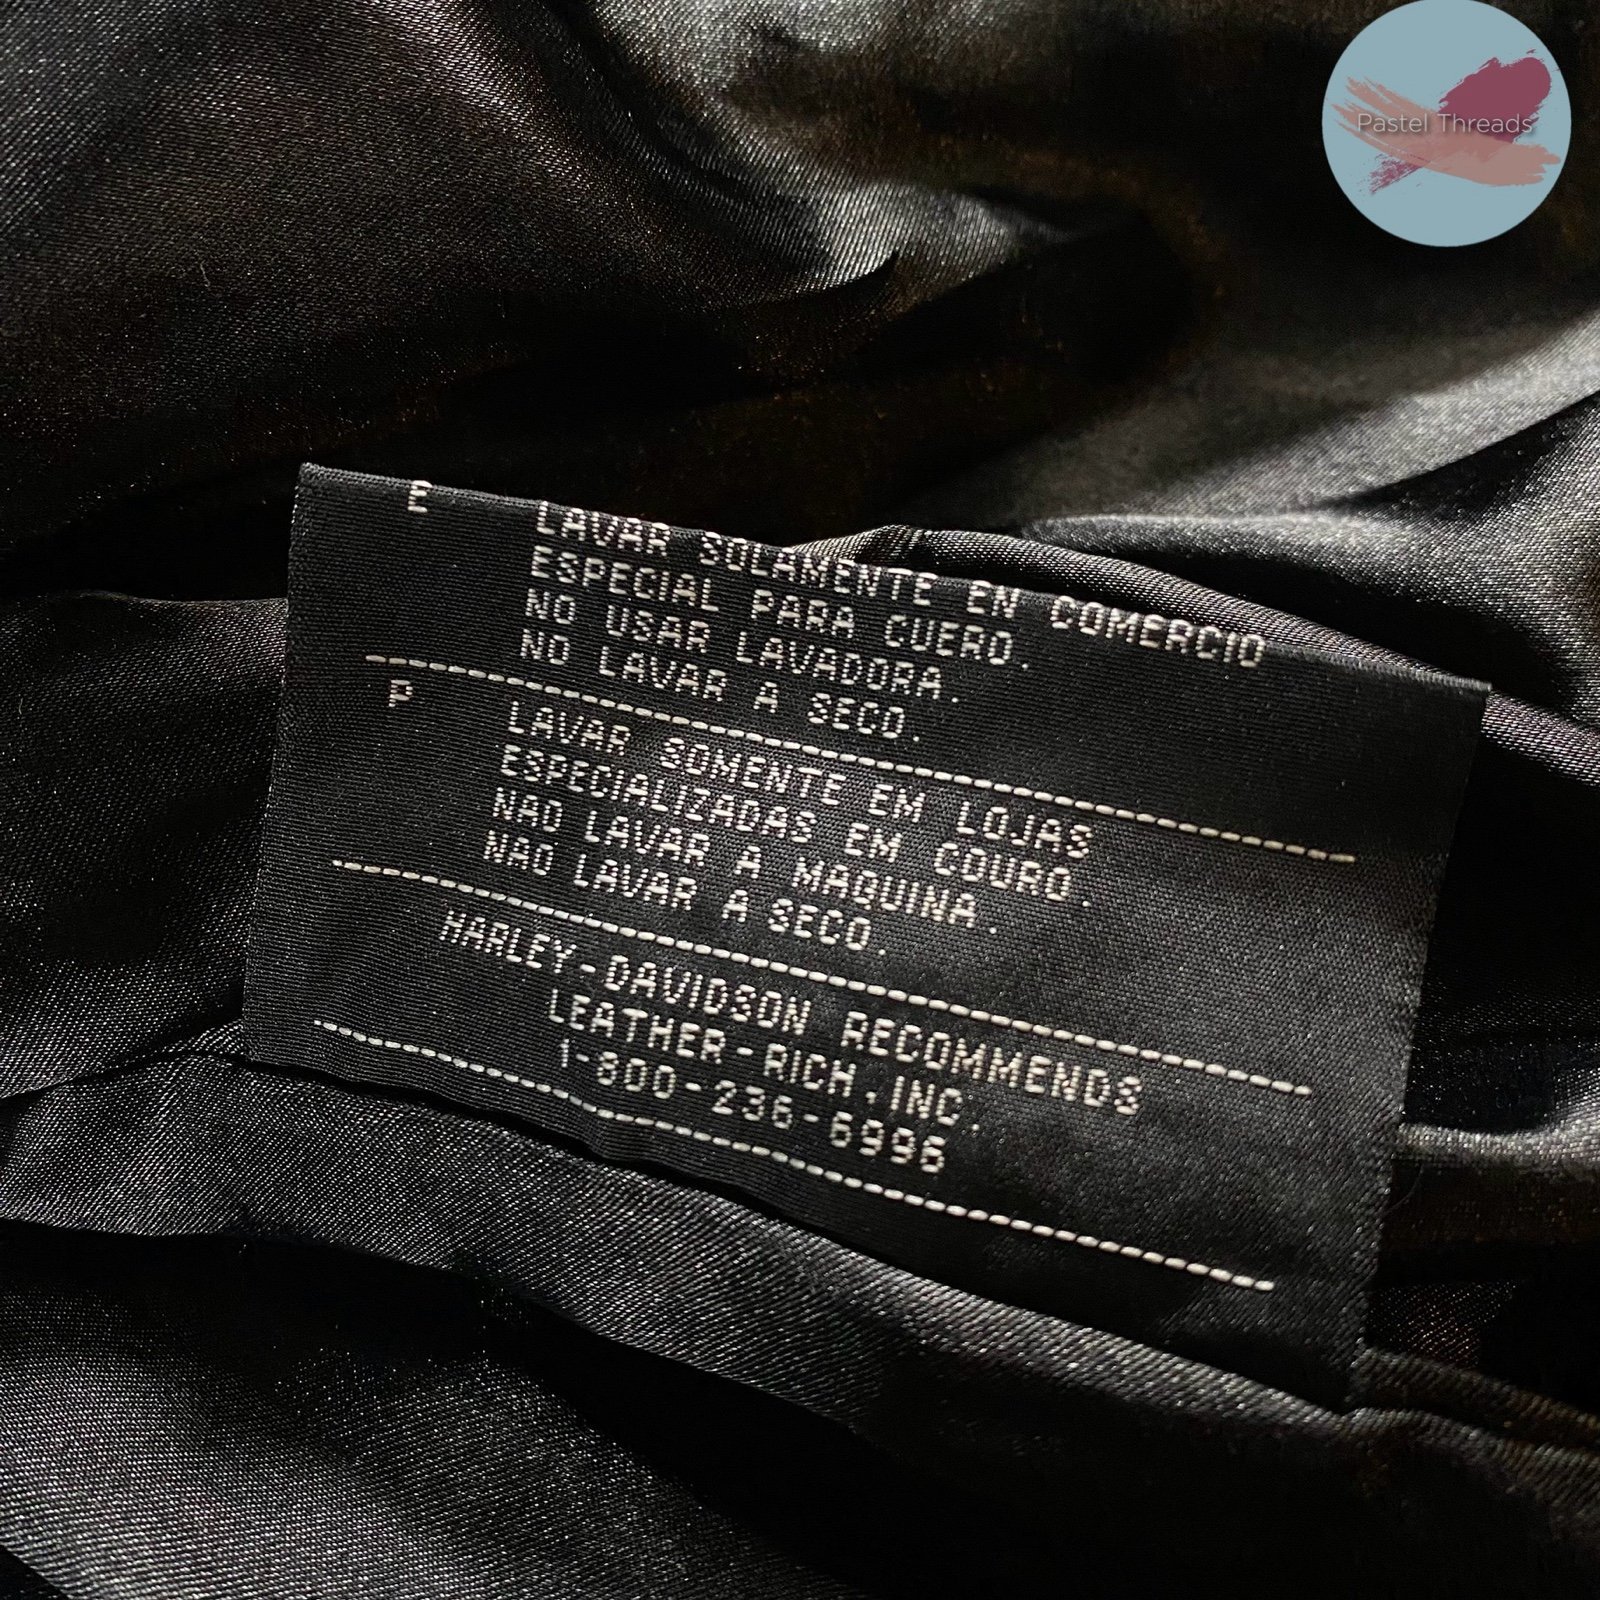 Pastel Threads
E LAVAR SOLAMENTE EN COMERCIO
ESPECIAL PARA CUERO.
NO USAR LAVADORA.
NO LAVAR A SECO.
P LAVAR SOMENTE EM LOJAS
ESPECIALIZADAS EM COURO.
NAO LAVAR A MAQUINA.
NAO LAVAR A SECO.
HARLEY-DAVIDSON RECOMMENDS
LEATHER-RICH, INC.
1-800-236-6996